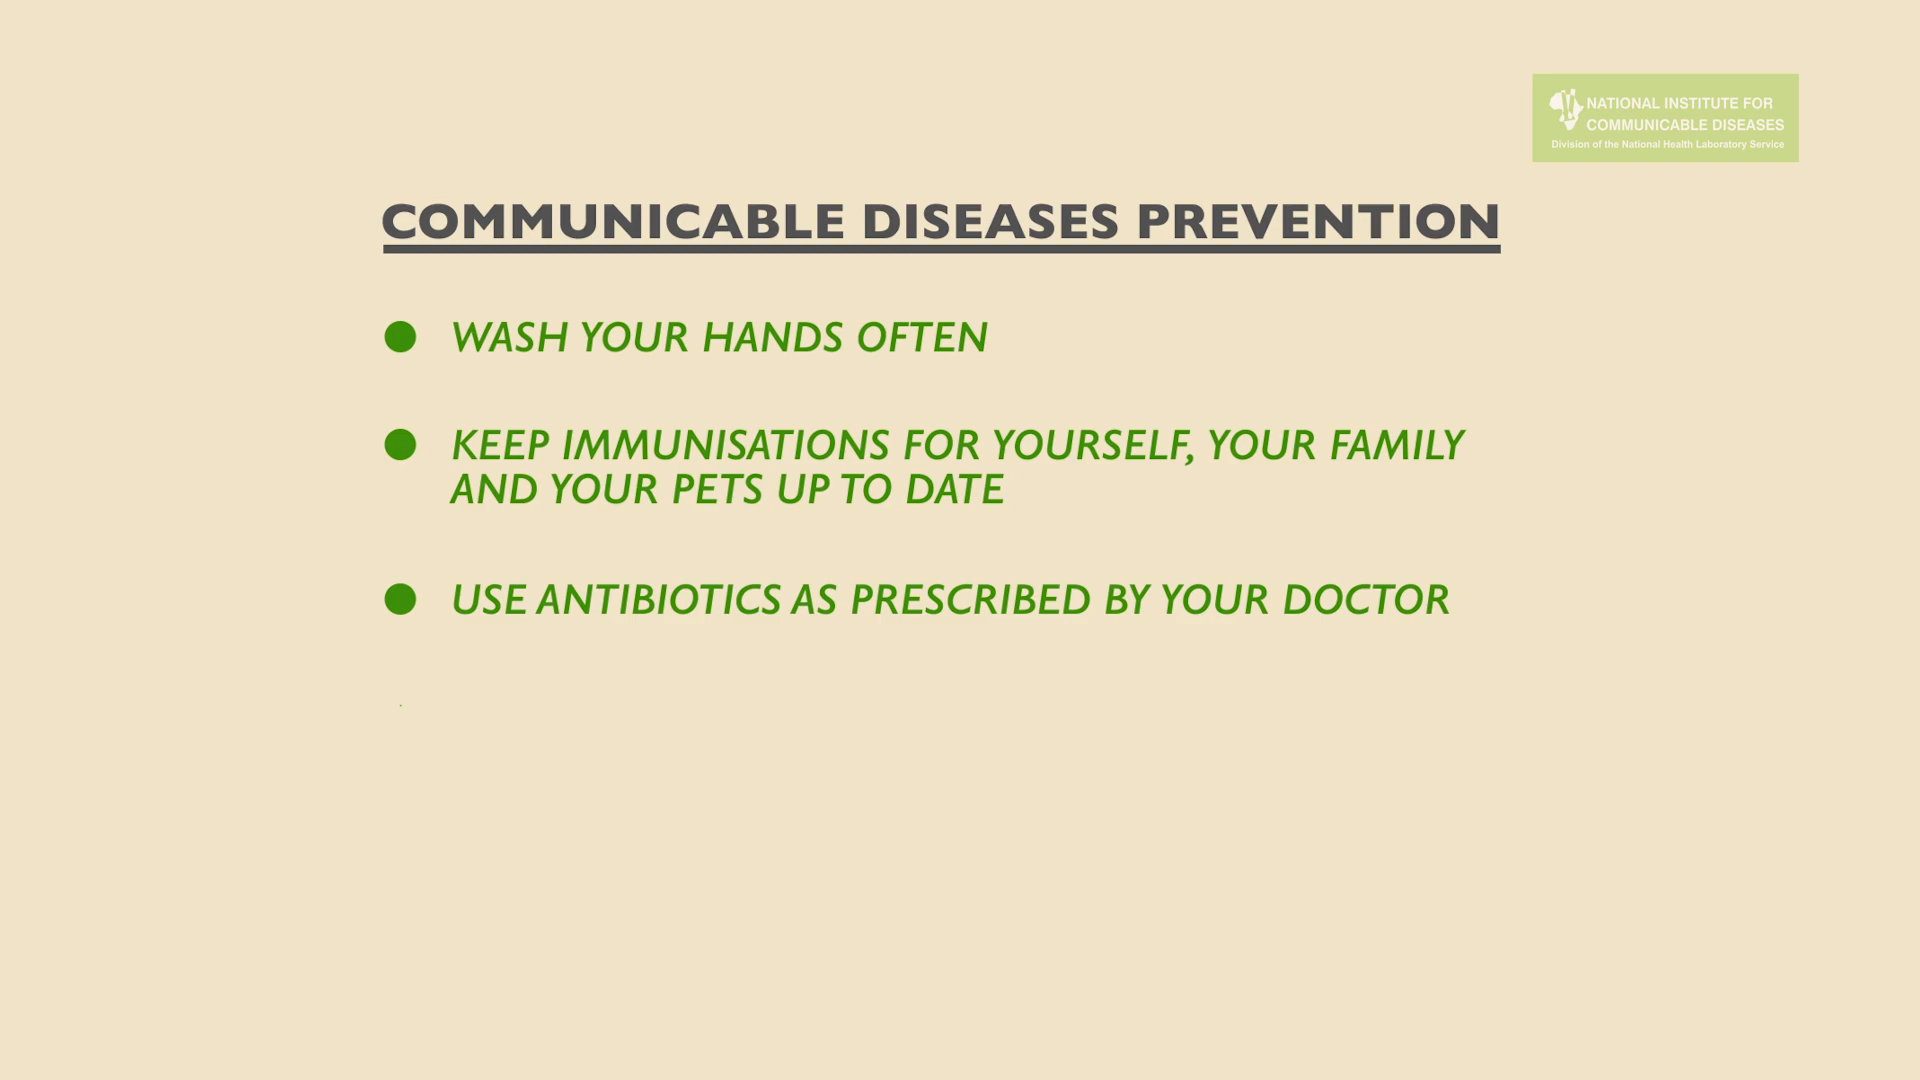 NATIONAL INSTITUTE FOR
COMMUNICABLE DISEASES
Division of the National Health Laboratory Service
COMMUNICABLE DISEASES PREVENTION
WASH YOUR HANDS OFTEN
KEEP IMMUNISATIONS FOR YOURSELF, YOUR FAMILY
AND YOUR PETS UP TO DATE
USE ANTIBIOTICS AS PRESCRIBED BY YOUR DOCTOR